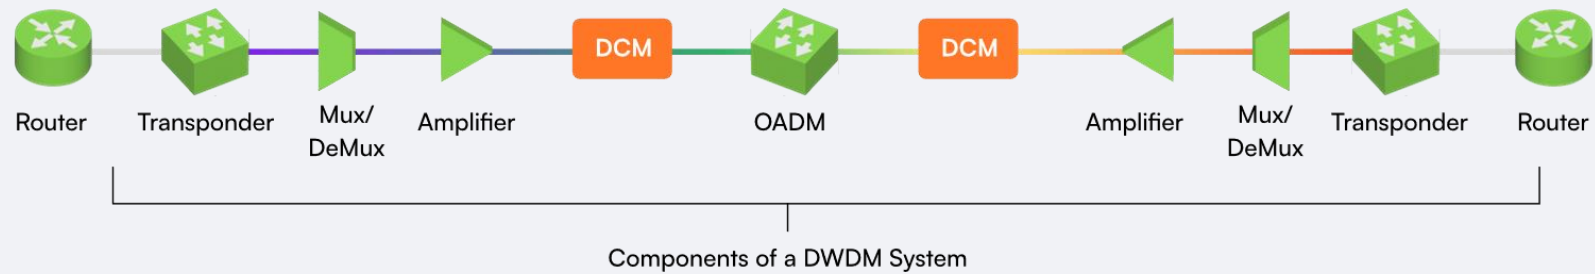 DCM
DCM
Router
Transponder
Mux/
DeMux
Amplifier
OADM
Amplifier
Mux/
DeMux
Transponder
Router
Components of a DWDM System